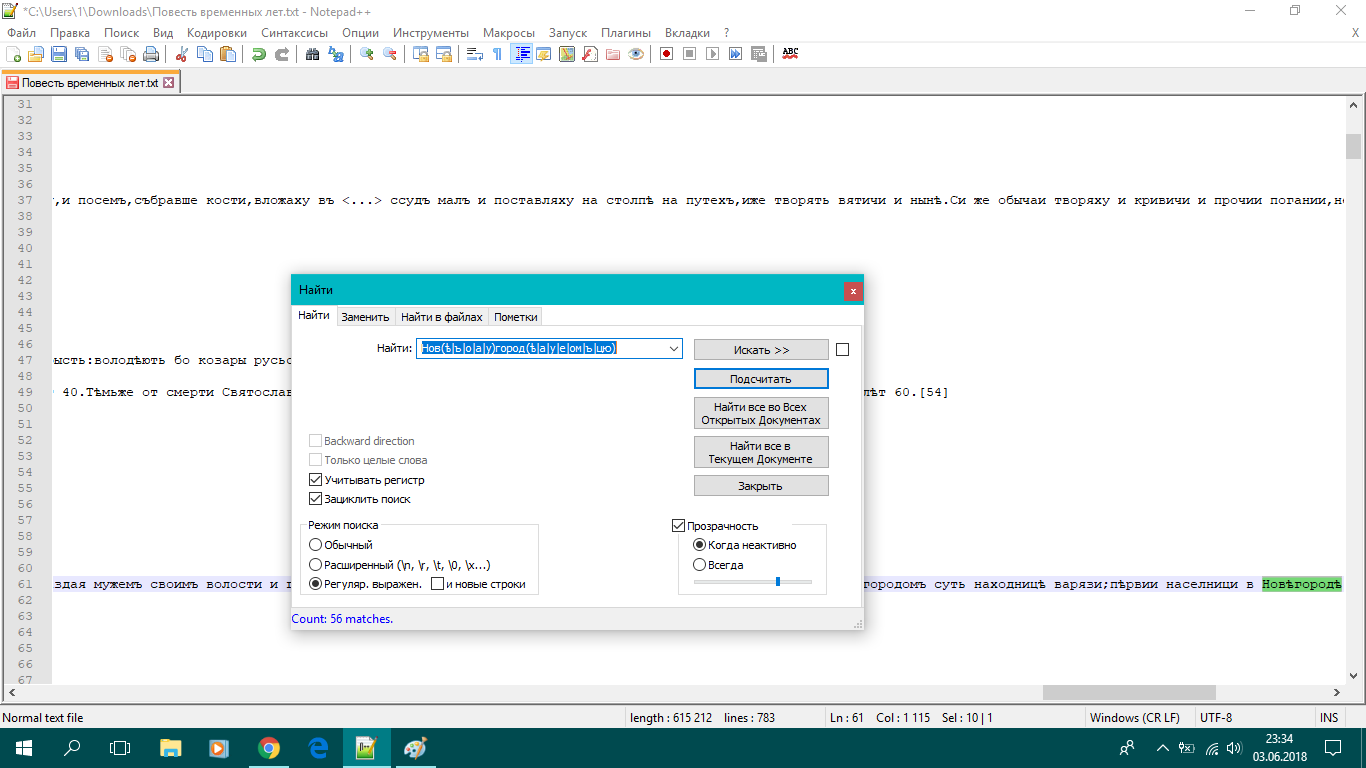 *C:\Users\1\Downloads\Повесть временных лет.txt - Notepad++
Файл Правка Поиск Вид Кодировки Синтаксисы Опции Инструменты Макросы Запуск Плагины Вкладки ? X
Повесть временных лет.txt
31
32
33
34
35
36
37 ,и посемъ,събравше кости,вложаху въ <...> ссудъ малъ и поставляху на столпѣ на путехъ,иже творять вятичи и нынѣ.Си же обычаи творяху и кривичи и прочии погании,н
38
39
40
41
42
43
44
45
46
47 ысть:володѣють бо козары русь
48
49 40.Тѣмьже от смерти Святослав лѣт 60.[54]
50
51
52
53
54
55
56
57
58
59
60
61 здая мужемъ своимъ волости и городомъ суть находницѣ варязи;пѣрвии населници в Новѣгородѣ
62
63
64
65
66
67
Найти
x
Найти Заменить Найти в файлах Пометки
Найти: Нов(ѣ|ъ|о|а|у)город(ѣ|а|у|е|ом|ъ|цю)
Искать >>
Подсчитать
Найти все во Всех
Открытых Документах
Найти все в
Текущем Документе
Закрыть
Backward direction
Только целые слова
Учитывать регистр
Зациклить поиск
Режим поиска
Обычный
Расширенный (\n, \r, \t, \0, \x...)
Регуляр. выражен. и новые строки
Прозрачность
Когда неактивно
Всегда
Count: 56 matches.
Normal text file length : 615 212 lines : 783 Ln : 61 Col : 1 115 Sel : 10 | 1 Windows (CR LF) UTF-8 INS
23:34
03.06.2018